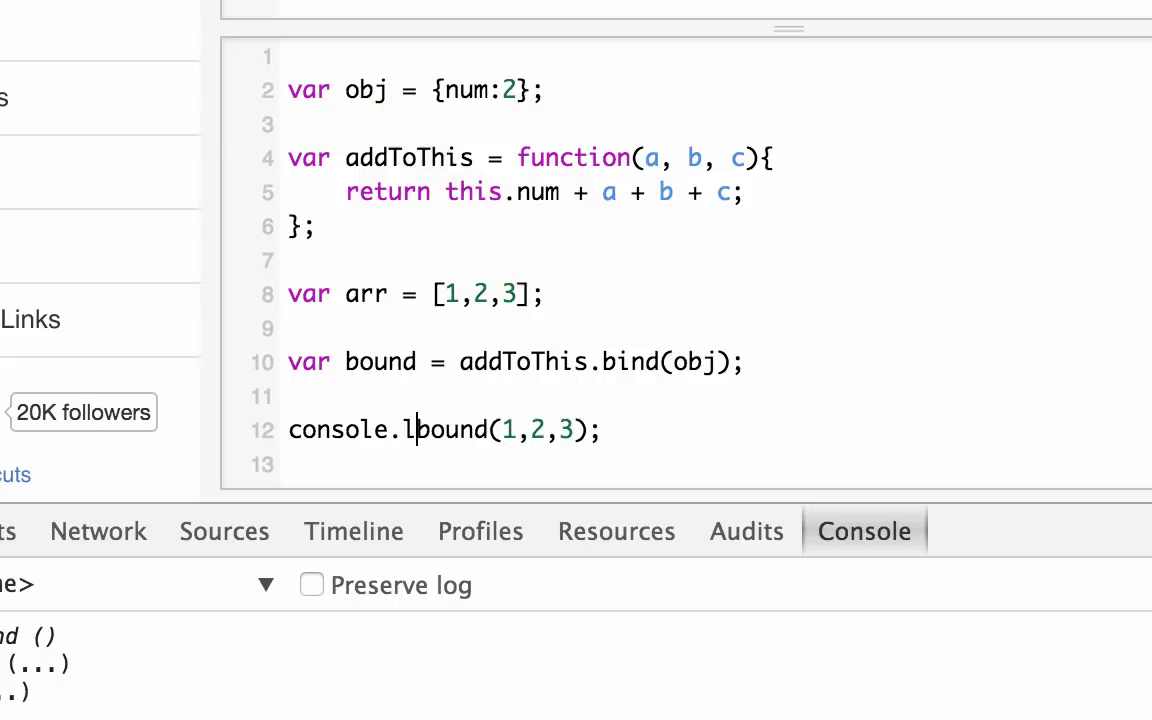 1
2 var obj = {num:2};
3
4 var addToThis = function(a, b, c){
5 return this.num + a + b + c;
6 };
7
8 var arr = [1,2,3];
9
10 var bound = addToThis.bind(obj);
11
12 console.lbound(1,2,3);
13
s
Links
20K followers
cuts
ts Network Sources Timeline Profiles Resources Audits Console
ne> ▼ Preserve log
nd ()
(...)
..)